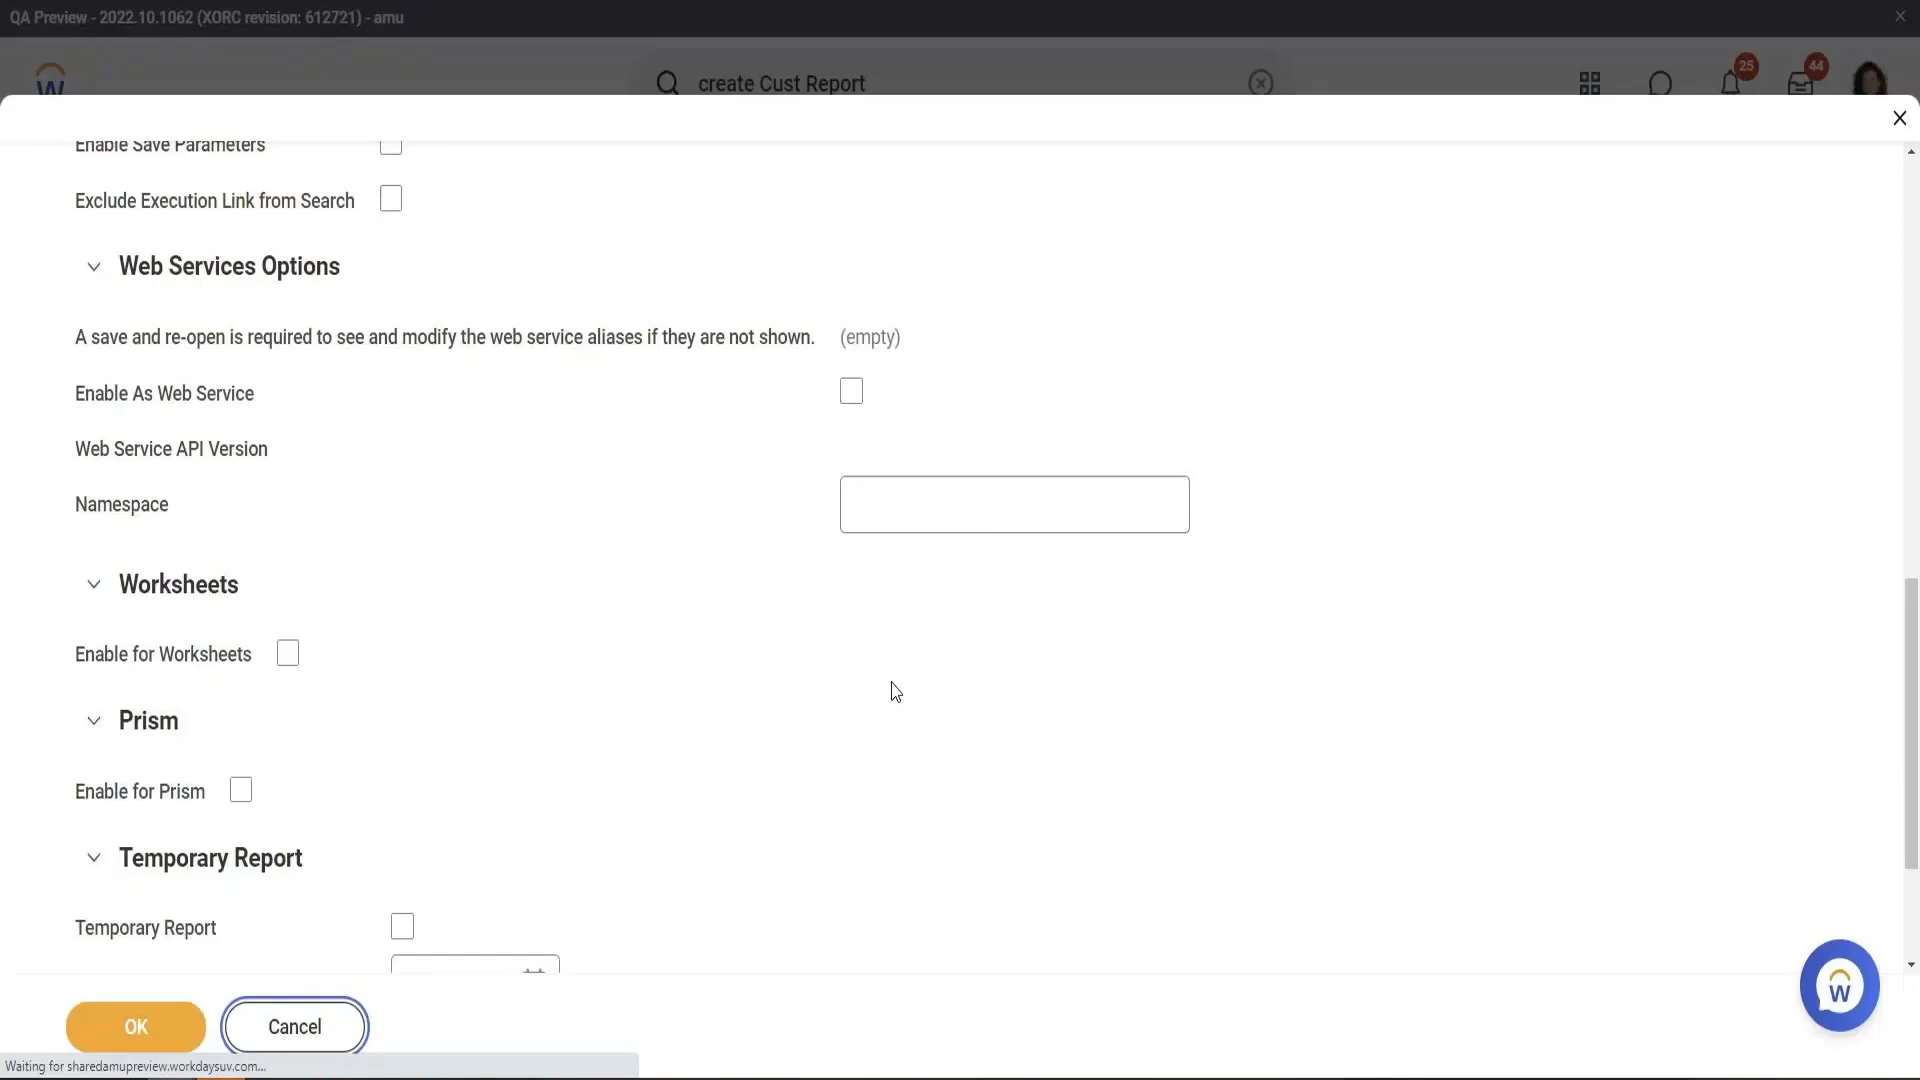 QA Preview - 2022.10.1062 (XORC revision: 612721) - amu
W
create Cust Report
25
44
Enable Save Parameters
Exclude Execution Link from Search
Web Services Options
A save and re-open is required to see and modify the web service aliases if they are not shown. (empty)
Enable As Web Service
Web Service API Version
Namespace
Worksheets
Enable for Worksheets
Prism
Enable for Prism
Temporary Report
Temporary Report
W
OK Cancel
Waiting for sharedamupreview.workdaysuv.com...